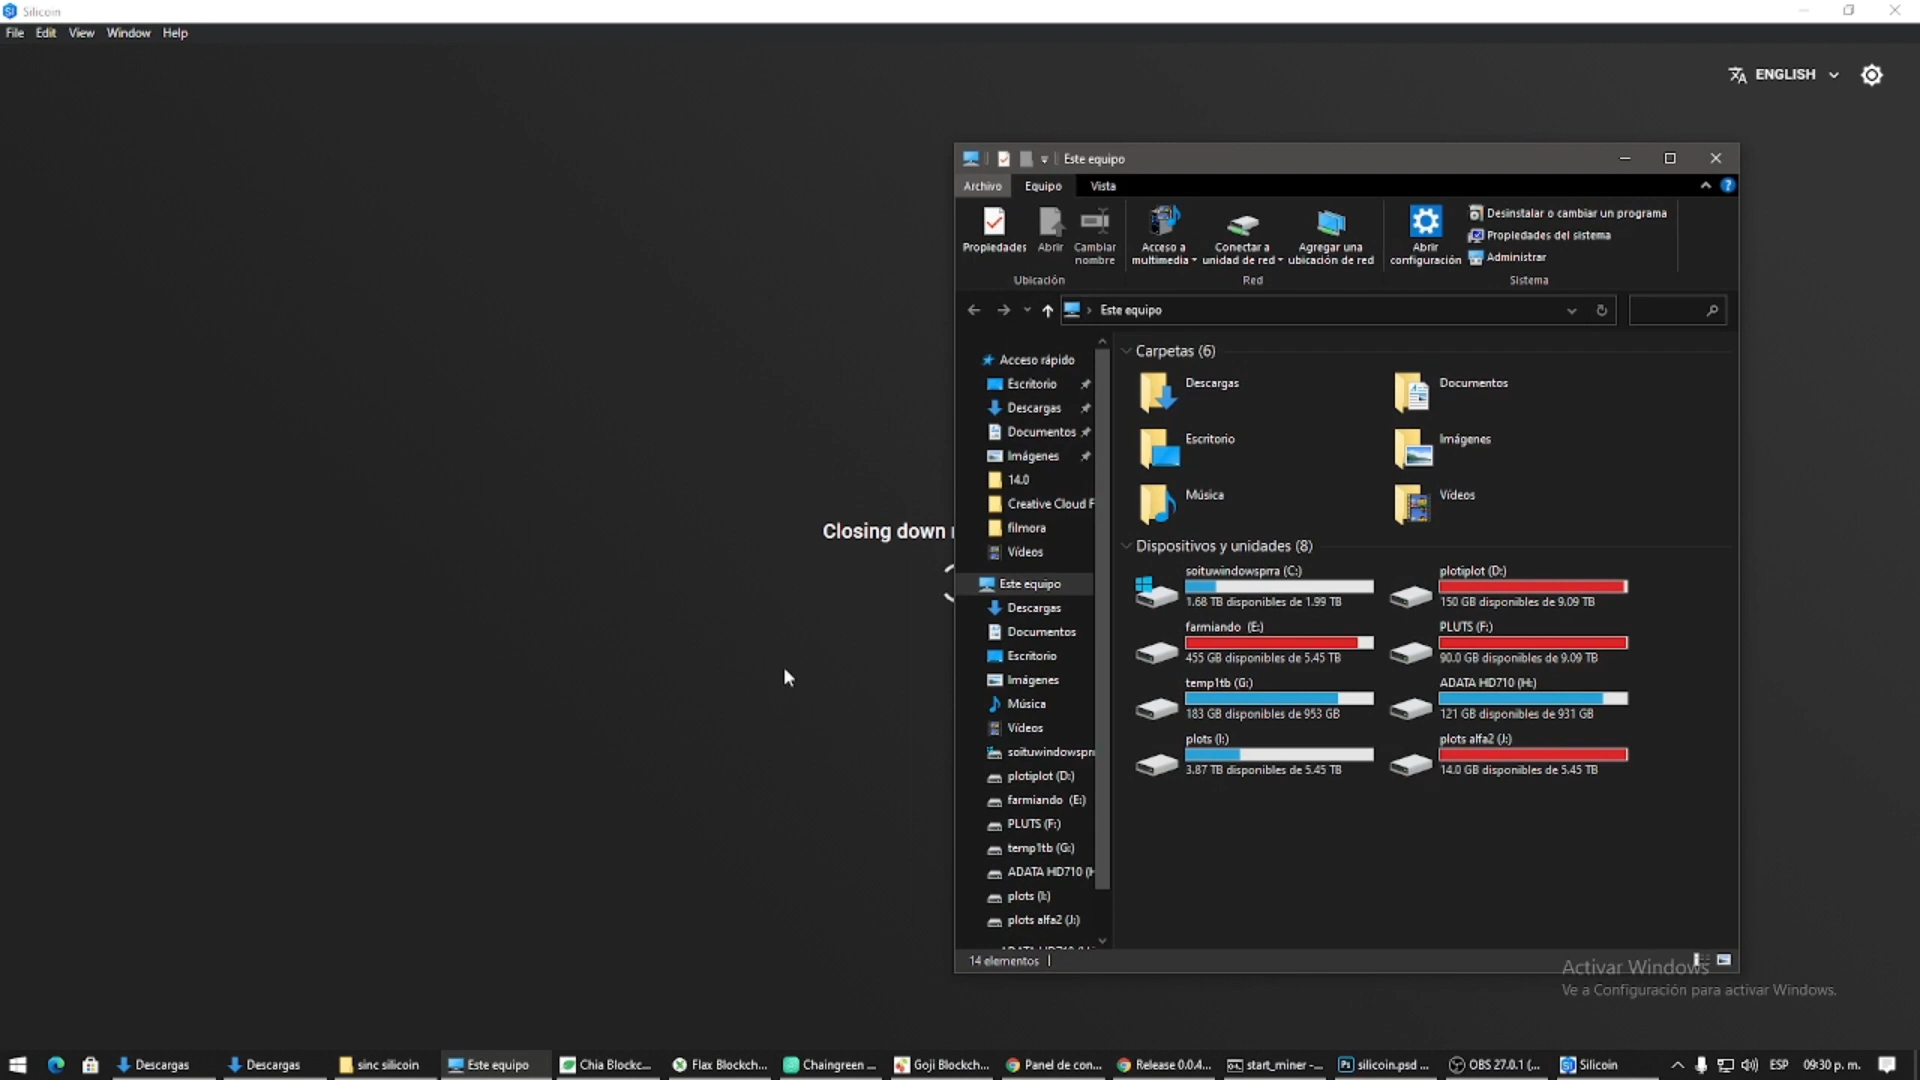 Silicoin
File Edit View Window Help
ENGLISH
Este equipo
Archivo Equipo Vista
Propiedades
Abrir
Cambiar
nombre
Ubicación
Acceso a
multimedia
Conectar a
unidad de red
Agregar una
ubicación de red
Red
Abrir
configuración
Desinstalar o cambiar un programa
Propiedades del sistema
Administrar
Sistema
Este equipo
Acceso rápido
Escritorio
Descargas
Documentos
Imágenes
14.0
Creative Cloud F
filmora
Vídeos
Este equipo
Descargas
Documentos
Escritorio
Imágenes
Música
Vídeos
soituwindowsprr
plotiplot (D:)
farmiando (E:)
PLUTS (F:)
temp1tb (G:)
ADATA HD710 (H
plots (I:)
plots alfa2 (J:)
Carpetas (6)
Descargas
Documentos
Escritorio
Imágenes
Música
Vídeos
Dispositivos y unidades (8)
soituwindowsprra (C:)
1.68 TB disponibles de 1.99 TB
plotiplot (D:)
150 GB disponibles de 9.09 TB
farmiando (E:)
455 GB disponibles de 5.45 TB
PLUTS (F:)
90.0 GB disponibles de 9.09 TB
temp1tb (G:)
183 GB disponibles de 953 GB
ADATA HD710 (H:)
121 GB disponibles de 931 GB
plots (I:)
3.87 TB disponibles de 5.45 TB
plots alfa2 (J:)
14.0 GB disponibles de 5.45 TB
14 elementos
Closing down
Activar Windows
Ve a Configuración para activar Windows.
Descargas
Descargas
sinc silicoin
Este equipo
Chia Blockc...
Flax Blockch...
Chaingreen ...
Goji Blockch...
Panel de con...
Release 0.0.4...
start_miner -...
silicoin.psd ...
OBS 27.0.1 (...
Silicoin
ESP
09:30 p. m.